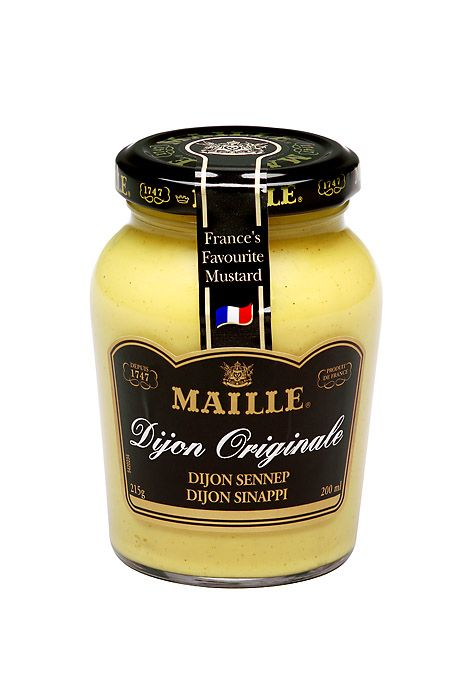 MAILLE
1747
LE
France's
Favourite
Mustard
DEPUIS
1747
PRODUIT
DE FRANCE
MAILLE®
Dijon Originale
DIJON SENNEP
DIJON SINAPPI
215g
200 ml